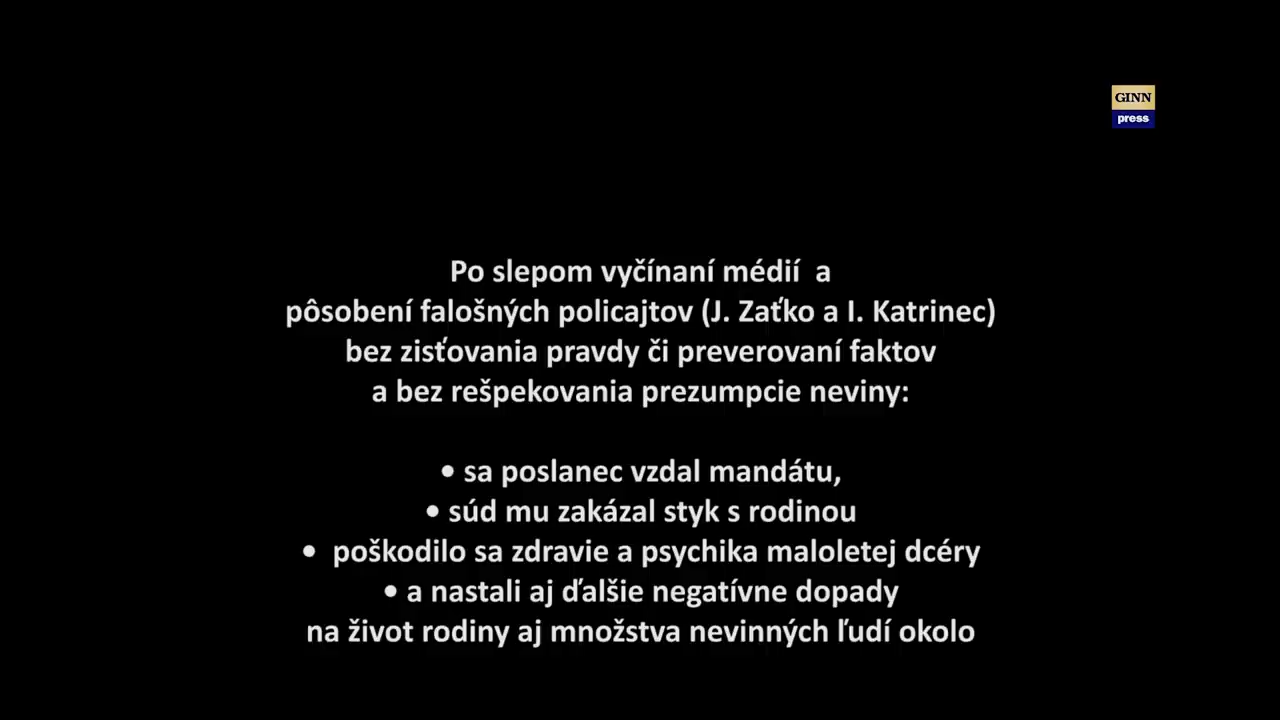 GINN
press
Po slepom vyčínaní médií a
pôsobení falošných policajtov (J. Zaťko a I. Katrinec)
bez zisťovania pravdy či preverovaní faktov
a bez rešpekovania prezumpcie neviny:
• sa poslanec vzdal mandátu,
• súd mu zakázal styk s rodinou
• poškodilo sa zdravie a psychika maloletej dcéry
• a nastali aj ďalšie negatívne dopady
na život rodiny aj množstva nevinných ľudí okolo